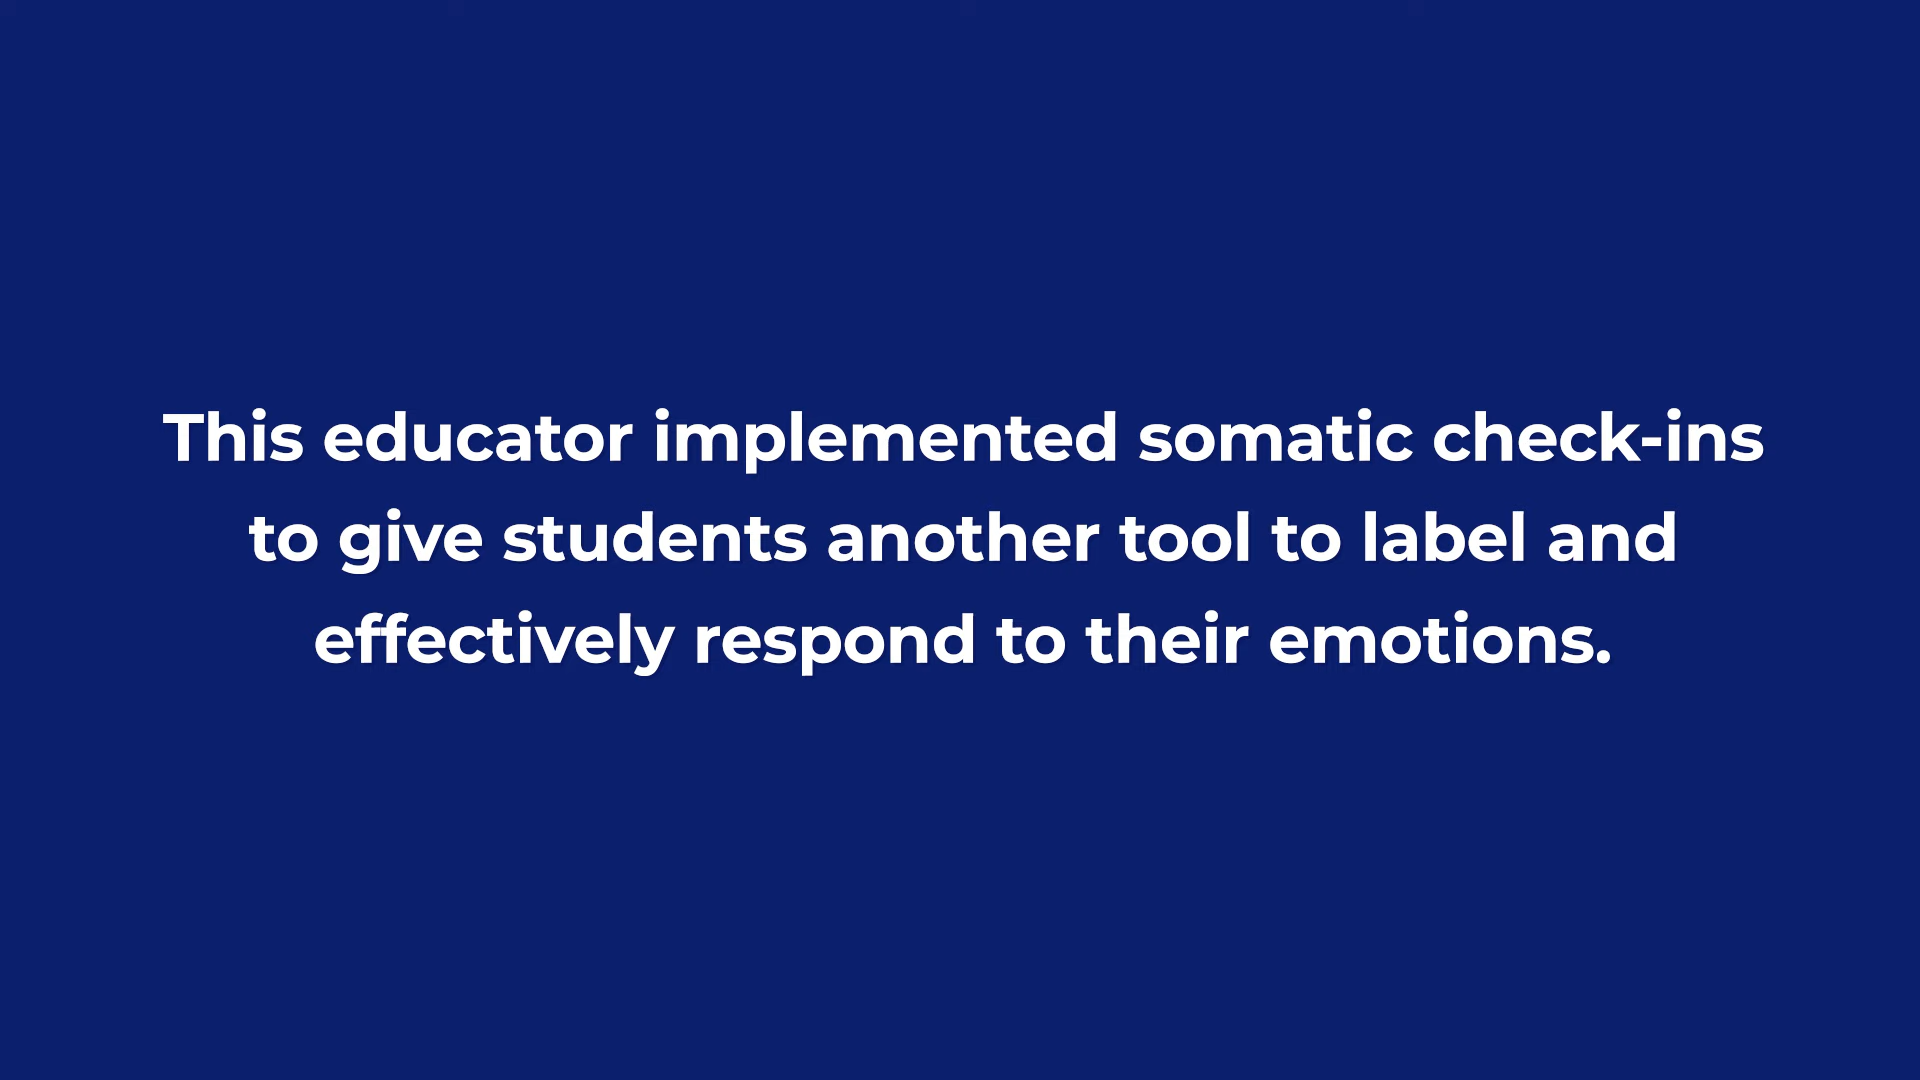 This educator implemented somatic check-ins
to give students another tool to label and
effectively respond to their emotions.